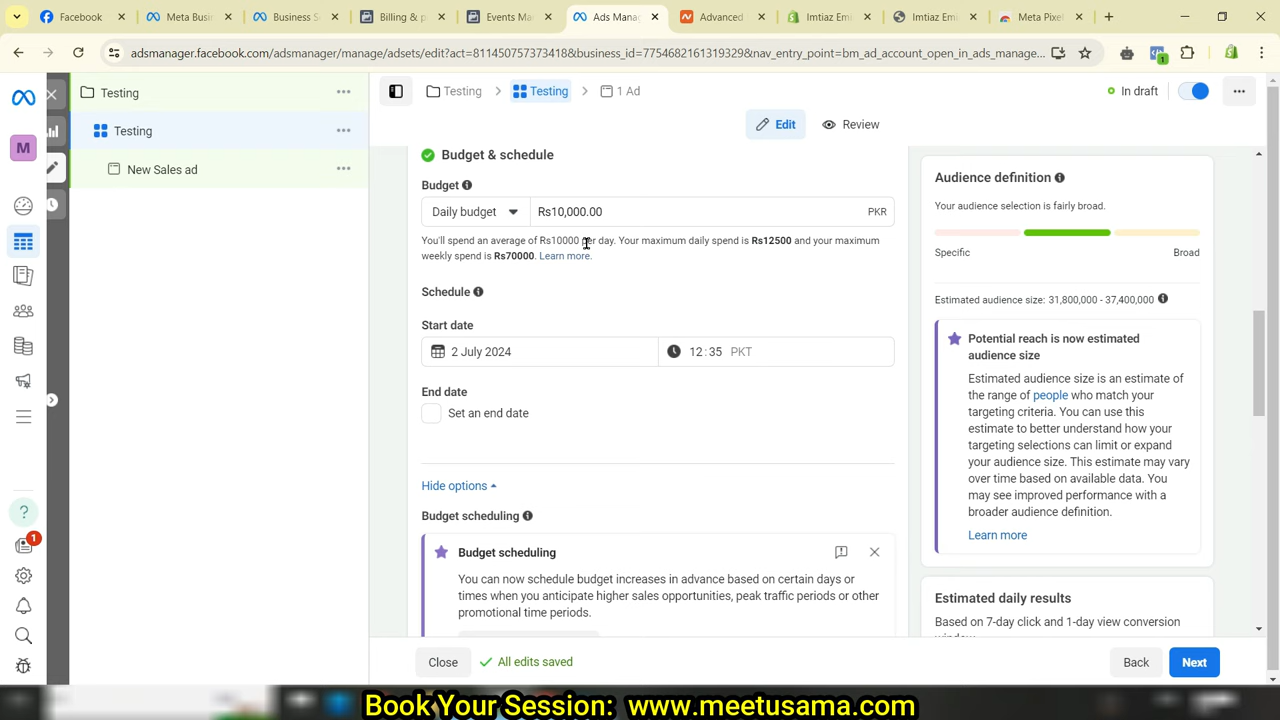 Facebook
Meta Busi
Business S
Billing & p
Events Ma
Ads Mana
Advanced
Imtiaz Em
Imtiaz Em
Meta Pixel
adsmanager.facebook.com/adsmanager/manage/adsets/edit?act=811450757373418&business_id=775468216131932​9&nav_entry_point=bm_ad_account_open_in_ads_manage...
1
Testing
Testing
New Sales ad
M
Testing
Testing
1 Ad
In draft
Edit
Review
Budget & schedule
Budget
Daily budget
Rs10,000.00
PKR
You'll spend an average of Rs10000 per day. Your maximum daily spend is Rs12500 and your maximum
weekly spend is Rs70000. Learn more.
Schedule
Start date
2 July 2024
12:35 PKT
End date
Set an end date
Hide options
Budget scheduling
Budget scheduling
You can now schedule budget increases in advance based on certain days or
times when you anticipate higher sales opportunities, peak traffic periods or other
promotional time periods.
Audience definition
Your audience selection is fairly broad.
Specific
Broad
Estimated audience size: 31,800,000 - 37,400,000
Potential reach is now estimated
audience size
Estimated audience size is an estimate of
the range of people who match your
targeting criteria. You can use this
estimate to better understand how your
targeting selections can limit or expand
your audience size. This estimate may vary
over time based on available data. You
may see improved performance with a
broader audience definition.
Learn more
Estimated daily results
Based on 7-day click and 1-day view conversion
?
1
Close
All edits saved
Back
Next
Book Your Session: www.meetusama.com